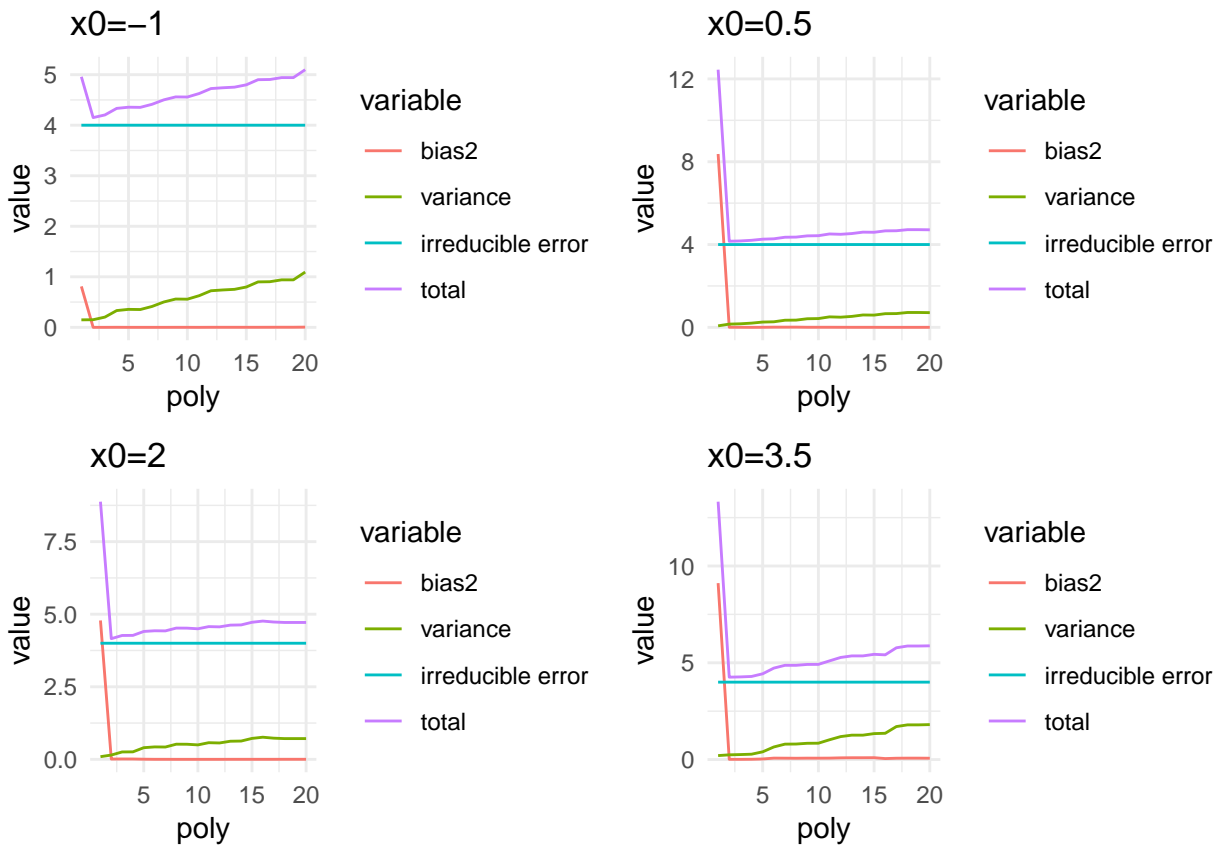 x0=−1
value
5
4
3
2
1
0
5 10 15 20
poly
variable
bias2
variance
irreducible error
total
x0=0.5
value
12
8
4
0
5 10 15 20
poly
variable
bias2
variance
irreducible error
total
x0=2
value
7.5
5.0
2.5
0.0
5 10 15 20
poly
variable
bias2
variance
irreducible error
total
x0=3.5
value
10
5
0
5 10 15 20
poly
variable
bias2
variance
irreducible error
total